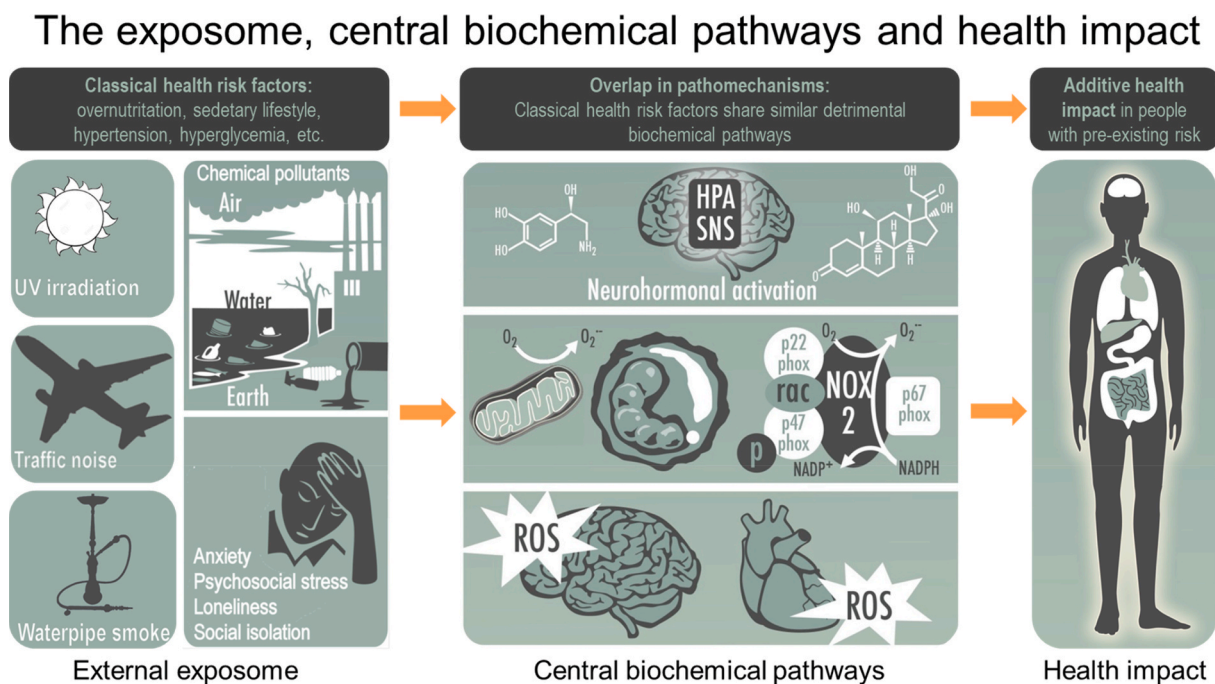 The exposome, central biochemical pathways and health impact
Classical health risk factors:
overnutritation, sedetary lifestyle,
hypertension, hyperglycemia, etc.
Overlap in pathomechanisms:
Classical health risk factors share similar detrimental
biochemical pathways
Additive health
impact in people
with pre-existing risk
UV irradiation
Traffic noise
Waterpipe smoke
Chemical pollutants
Air
Water
Earth
Anxiety
Psychosocial stress
Loneliness
Social isolation
HO
HO
OH
NH₂
HPA
SNS
OH
O
HO
OH
H
H
H
O
Neurohormonal activation
O₂
O₂·⁻
p22
phox
rac
p47
phox
p
NOX
2
O₂
O₂·⁻
p67
phox
NADP⁺
NADPH
ROS
ROS
External exposome
Central biochemical pathways
Health impact